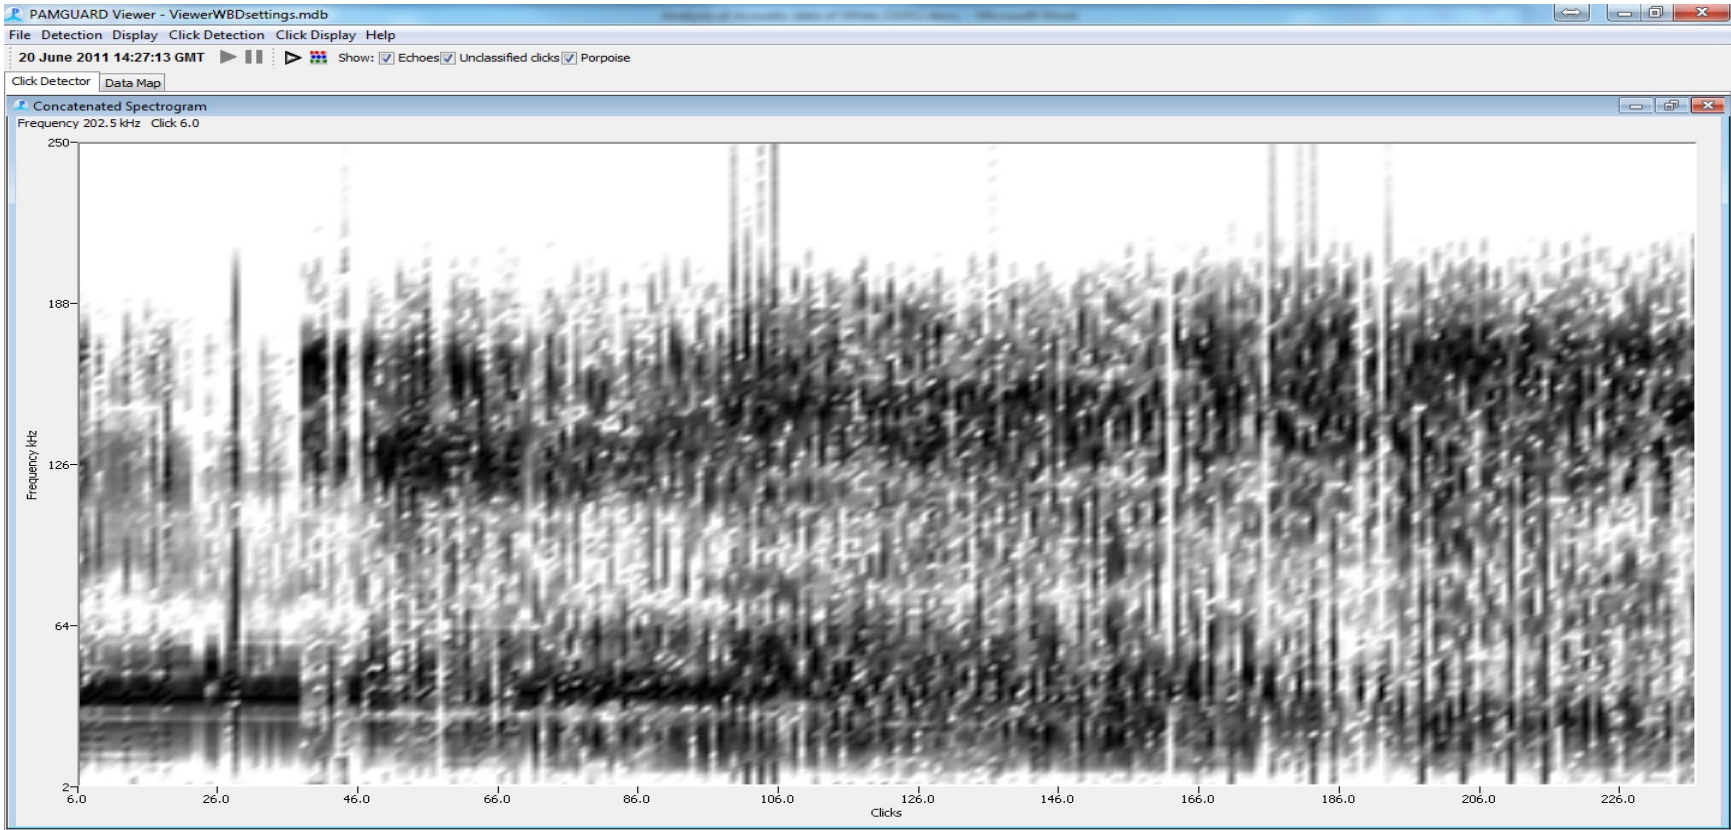 PAMGUARD Viewer - ViewerWBDsettings.mdb
File Detection Display Click Detection Click Display Help
20 June 2011 14:27:13 GMT Show: Echoes Unclassified clicks Porpoise
Click Detector Data Map
Concatenated Spectrogram
Frequency 202.5 kHz Click 6.0
250
188
126
64
2
Frequency kHz
6.0 26.0 46.0 66.0 86.0 106.0 126.0 146.0 166.0 186.0 206.0 226.0
Clicks